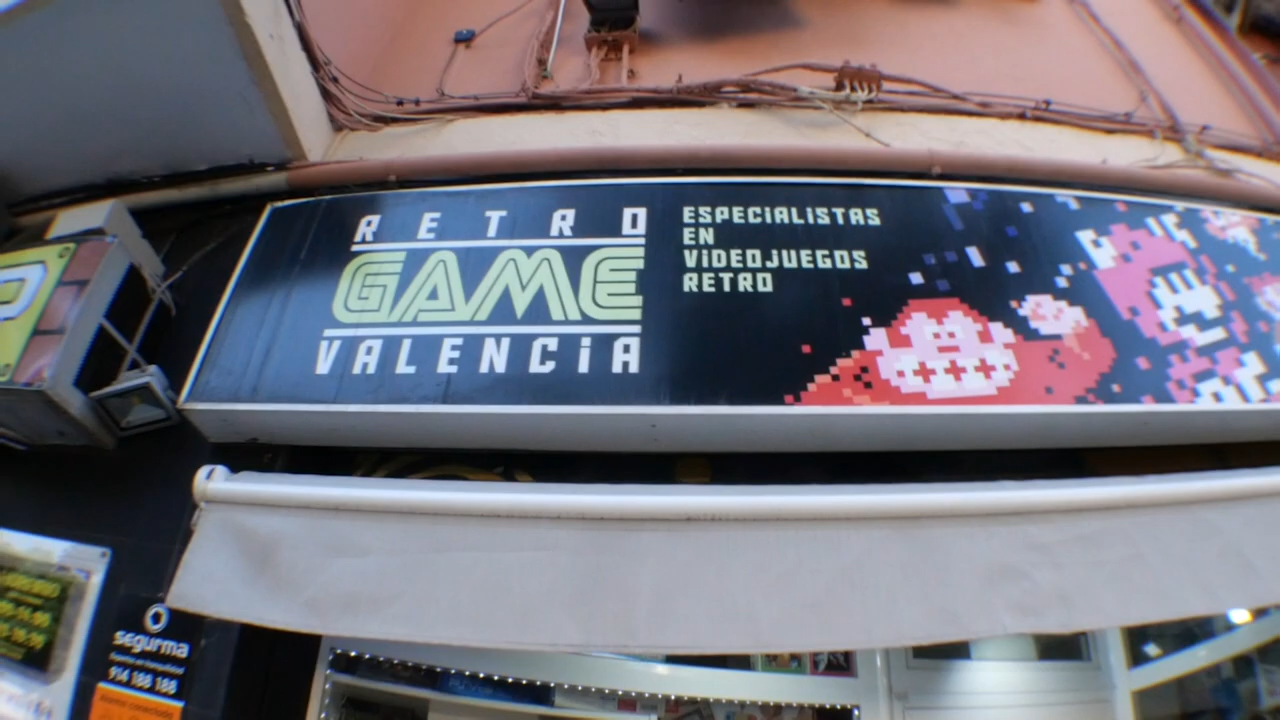 RETRO
GAME
VALENCiA
ESPECiALiSTAS
EN
ViDEOJUEGOS
RETRO
segurma
914 188 188